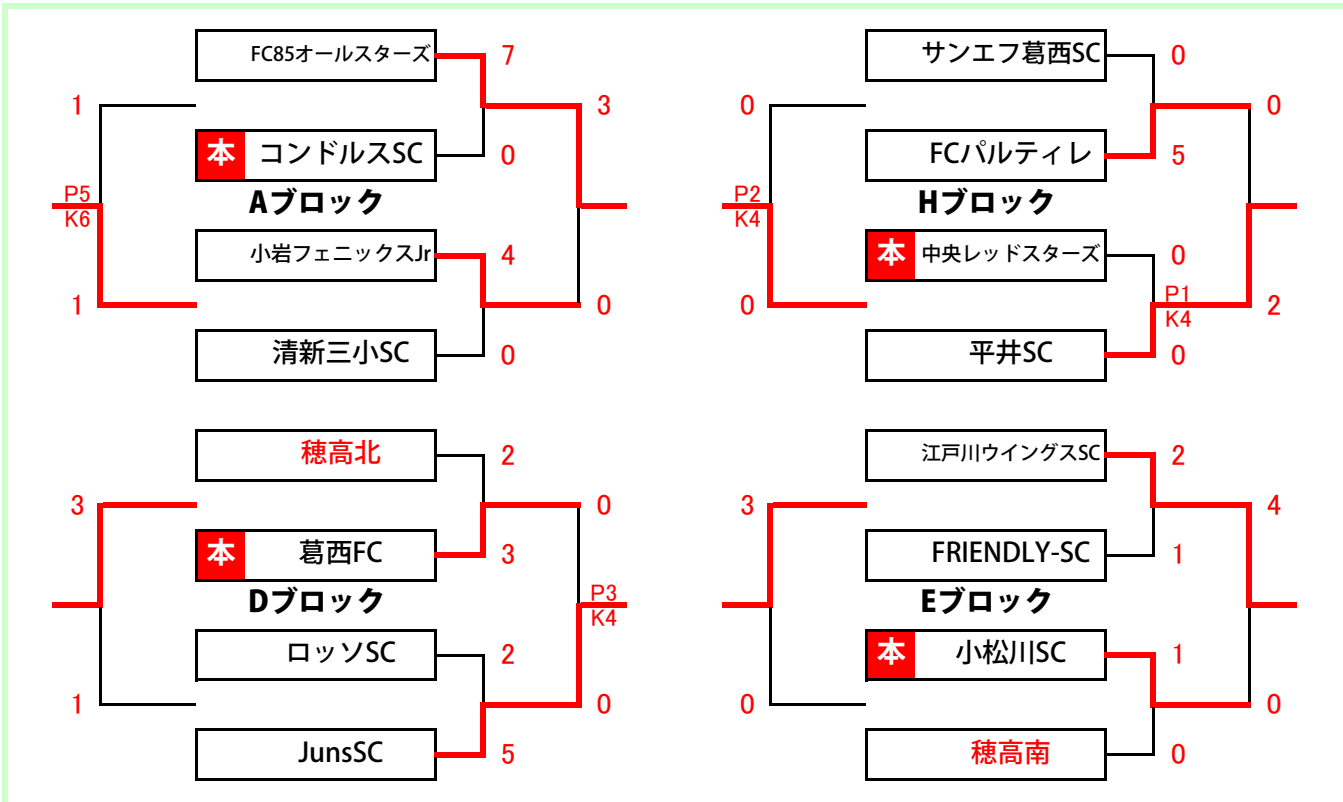 FC85オールスターズ 7
1 3
本 コンドルスSC 0
P5 Aブロック
K6
小岩フェニックスJr 4
1 0
清新三小SC 0
サンエフ葛西SC 0
0 0
FCパルティレ 5
P2 Hブロック
K4
本 中央レッドスターズ 0
0 P1 2
K4
平井SC 0
穂高北 2
3 0
本 葛西FC 3
Dブロック P3
K4
ロッソSC 2
1 0
JunsSC 5
江戸川ウイングスSC 2
3 4
FRIENDLY-SC 1
Eブロック
本 小松川SC 1
0 0
穂高南 0